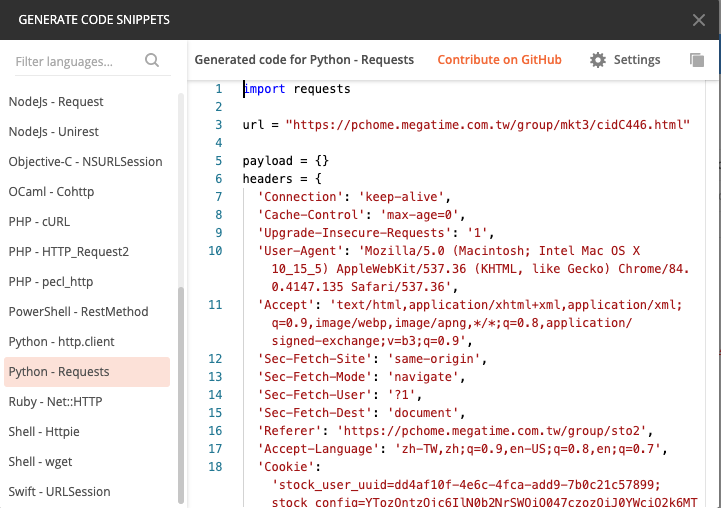 GENERATE CODE SNIPPETS
Filter languages...
Generated code for Python - Requests
Contribute on GitHub
Settings
NodeJs - Request
NodeJs - Unirest
Objective-C - NSURLSession
OCaml - Cohttp
PHP - cURL
PHP - HTTP_Request2
PHP - pecl_http
PowerShell - RestMethod
Python - http.client
Python - Requests
Ruby - Net::HTTP
Shell - Httpie
Shell - wget
Swift - URLSession
1 import requests
2
3 url = "https://pchome.megatime.com.tw/group/mkt3/cidC446.html"
4
5 payload = {}
6 headers = {
7 'Connection': 'keep-alive',
8 'Cache-Control': 'max-age=0',
9 'Upgrade-Insecure-Requests': '1',
10 'User-Agent': 'Mozilla/5.0 (Macintosh; Intel Mac OS X
10_15_5) AppleWebKit/537.36 (KHTML, like Gecko) Chrome/84.
0.4147.135 Safari/537.36',
11 'Accept': 'text/html,application/xhtml+xml,application/xml;
q=0.9,image/webp,image/apng,*/*;q=0.8,application/
signed-exchange;v=b3;q=0.9',
12 'Sec-Fetch-Site': 'same-origin',
13 'Sec-Fetch-Mode': 'navigate',
14 'Sec-Fetch-User': '?1',
15 'Sec-Fetch-Dest': 'document',
16 'Referer': 'https://pchome.megatime.com.tw/group/sto2',
17 'Accept-Language': 'zh-TW,zh;q=0.9,en-US;q=0.8,en;q=0.7',
18 'Cookie':
'stock_user_uuid=dd4af10f-4e6c-4fca-add9-7b0c21c57899;